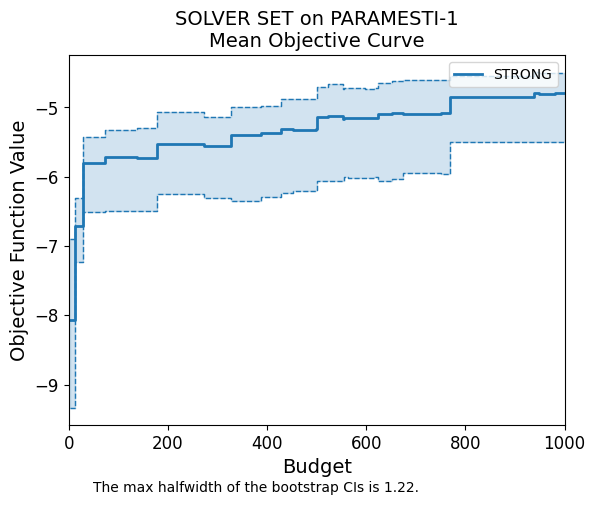 SOLVER SET on PARAMESTI-1
Mean Objective Curve
STRONG
Objective Function Value
−5
−6
−7
−8
−9
0 200 400 600 800 1000
Budget
The max halfwidth of the bootstrap CIs is 1.22.